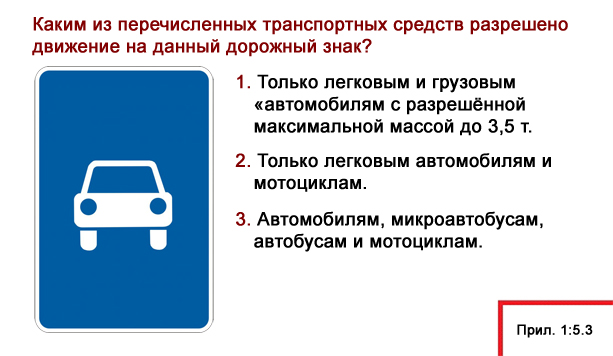 Каким из перечисленных транспортных средств разрешено
движение на данный дорожный знак?
1. Только легковым и грузовым
«автомобилям с разрешённой
максимальной массой до 3,5 т.
2. Только легковым автомобилям и
мотоциклам.
3. Автомобилям, микроавтобусам,
автобусам и мотоциклам.
Прил. 1:5.3